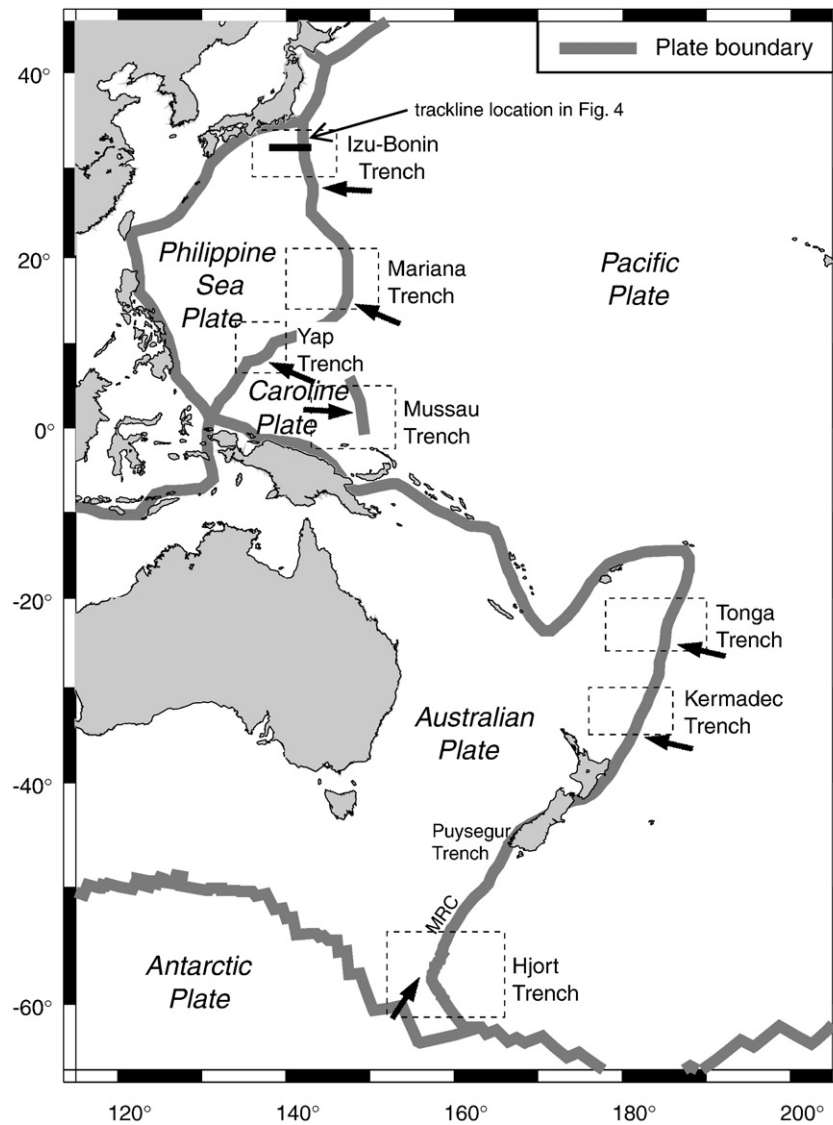 Plate boundary
40°
trackline location in Fig. 4
Izu-Bonin
Trench
20°
Philippine
Sea
Plate
Mariana
Trench
Pacific
Plate
Yap
Trench
Caroline
Plate
Mussau
Trench
0°
-20°
Tonga
Trench
Kermadec
Trench
Australian
Plate
-40°
Puysegur
Trench
MRC
Antarctic
Plate
Hjort
Trench
-60°
120°
140°
160°
180°
200°